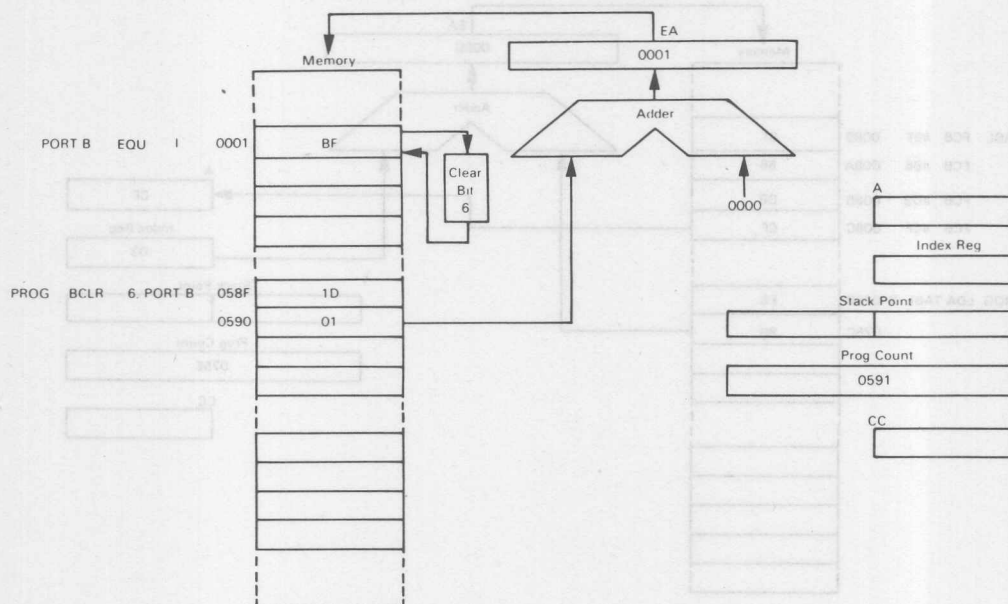 EA
0001
Memory
Adder
PORT B EQU I 0001 BF
Clear
Bit
6
0000
A
Index Reg
PROG BCLR 6, PORT B 058F 1D
0590 01
Stack Point
Prog Count
0591
CC